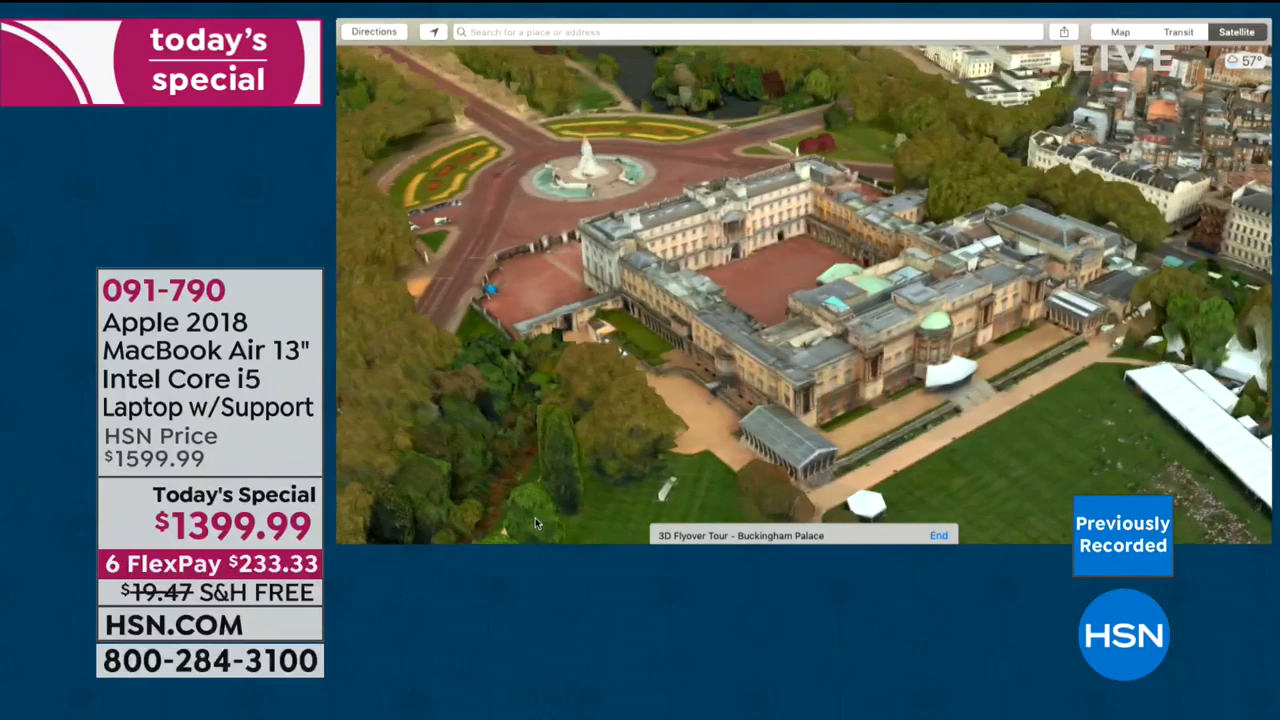 today's
special
Directions
Search for a place or address
Map
Transit
Satellite
LIVE
57°
091-790
Apple 2018
MacBook Air 13"
Intel Core i5
Laptop w/Support
HSN Price
$1599.99
Today's Special
$1399.99
6 FlexPay $233.33
$19.47 S&H FREE
HSN.COM
800-284-3100
3D Flyover Tour - Buckingham Palace
End
Previously
Recorded
HSN